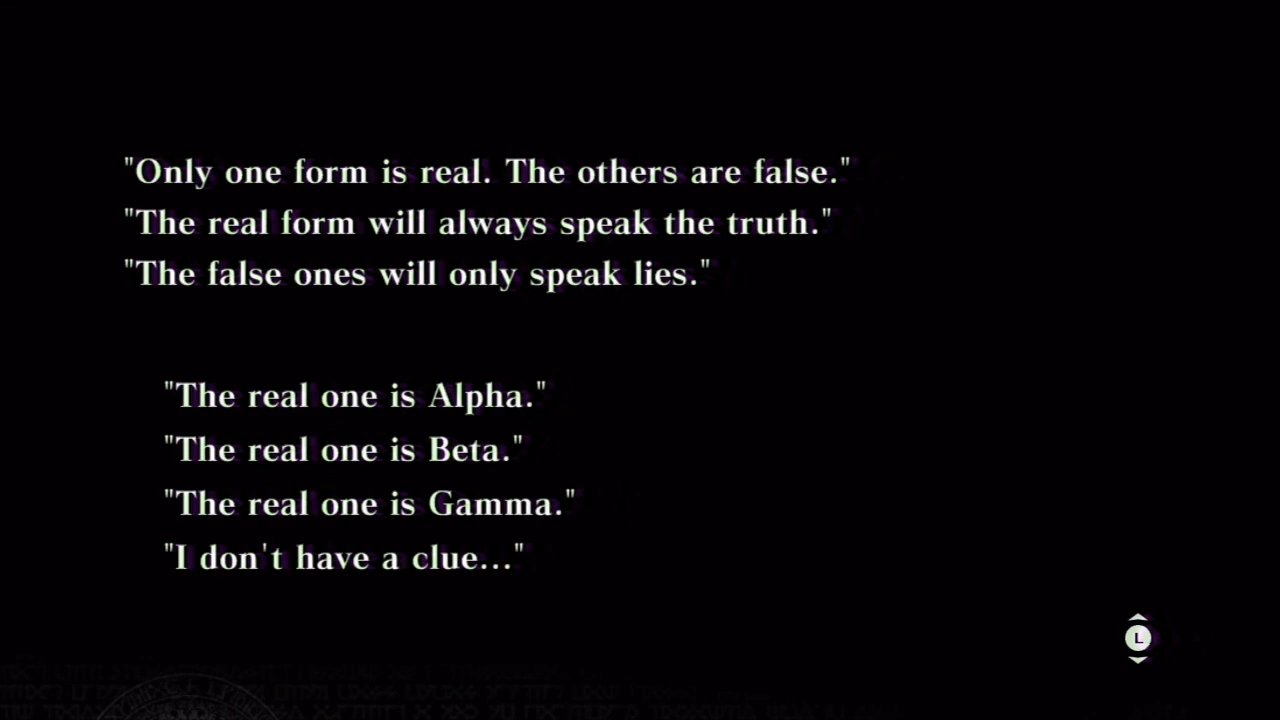 "Only one form is real. The others are false."
"The real form will always speak the truth."
"The false ones will only speak lies."
"The real one is Alpha."
"The real one is Beta."
"The real one is Gamma."
"I don't have a clue..."
L